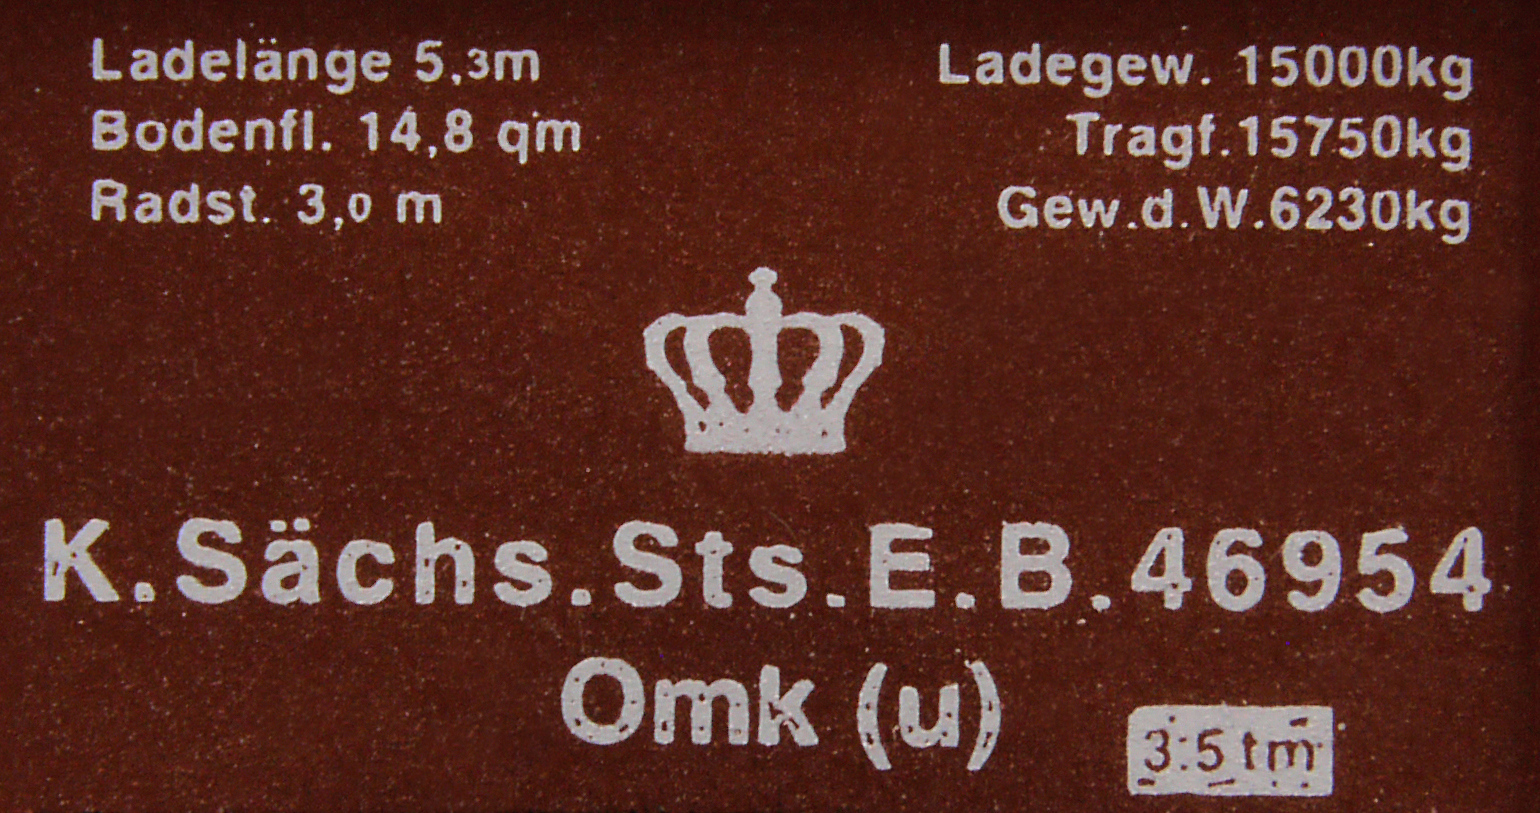 Ladelänge 5,3m
Bodenfl. 14,8 qm
Radst. 3,0 m
Ladegew. 15000kg
Tragf.15750kg
Gew.d.W.6230kg
K.Sächs.Sts.E.B.46954
Omk (u)
3:5 tm